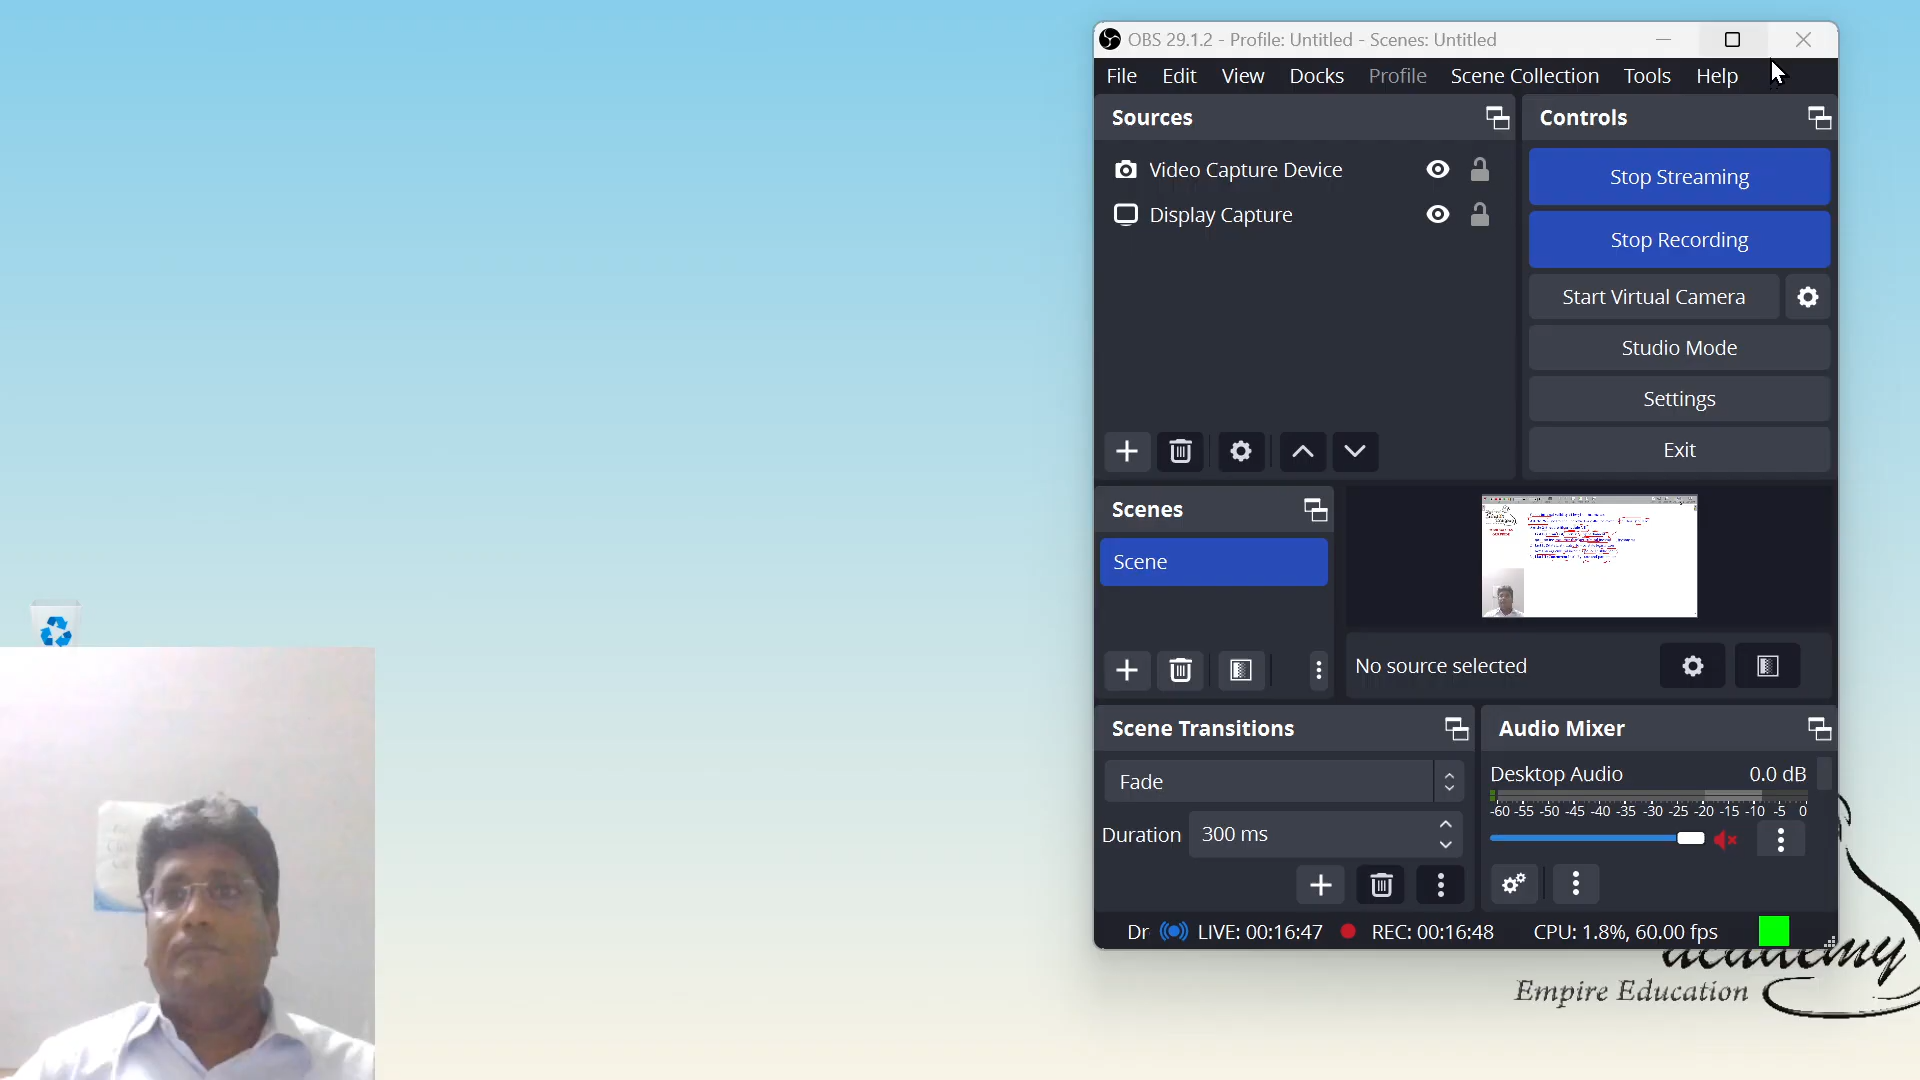 OBS 29.1.2 - Profile: Untitled - Scenes: Untitled
File Edit View Docks Profile Scene Collection Tools Help
Sources
Controls
Video Capture Device
Display Capture
Stop Streaming
Stop Recording
Start Virtual Camera
Studio Mode
Settings
Exit
Scenes
Scene
No source selected
Scene Transitions
Audio Mixer
Fade
Duration 300 ms
Desktop Audio 0.0 dB
-60 -55 -50 -45 -40 -35 -30 -25 -20 -15 -10 -5 0
Dr LIVE: 00:16:47 REC: 00:16:48 CPU: 1.8%, 60.00 fps
academy
Empire Education